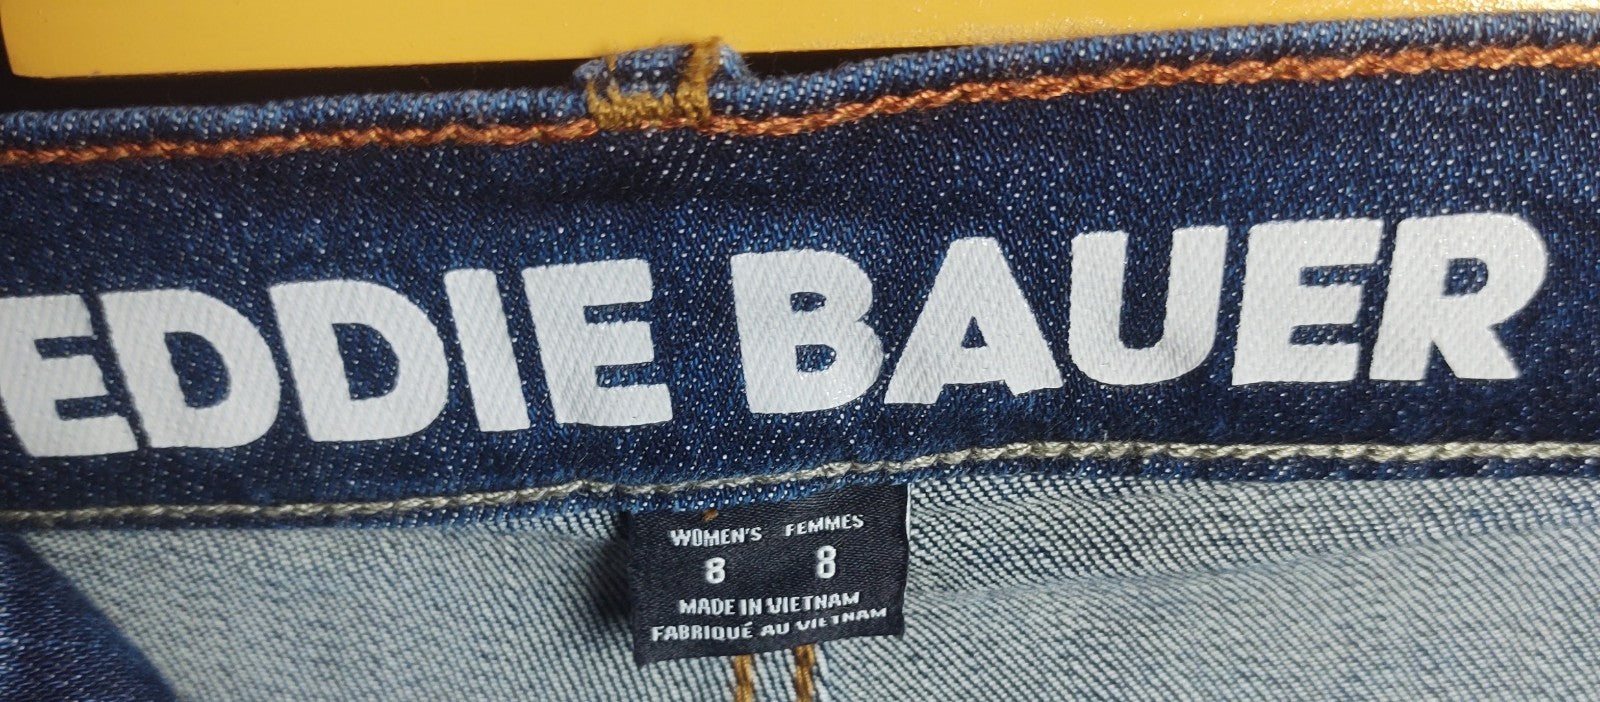 EDDIE BAUER
WOMEN'S FEMMES
8 8
MADE IN VIETNAM
FABRIQUÉ AU VIETNAM